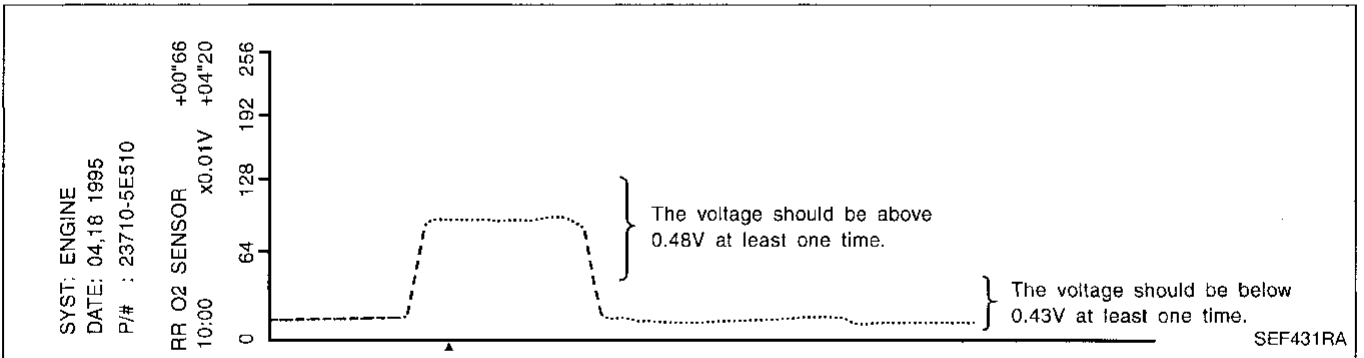 SYST: ENGINE
DATE: 04,18 1995
P/# : 23710-5E510
RR O2 SENSOR +00"66
10:00 x0.01V +04"20
256
192
128
64
0
The voltage should be above
0.48V at least one time.
The voltage should be below
0.43V at least one time.
SEF431RA